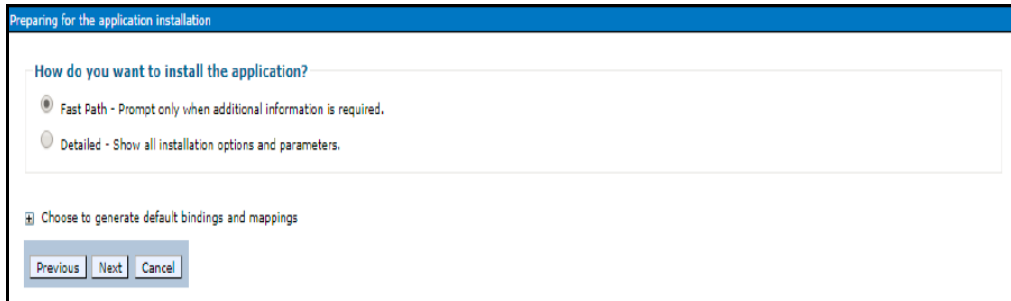 Preparing for the application installation
How do you want to install the application?
Fast Path - Prompt only when additional information is required.
Detailed - Show all installation options and parameters.
Choose to generate default bindings and mappings
Previous Next Cancel